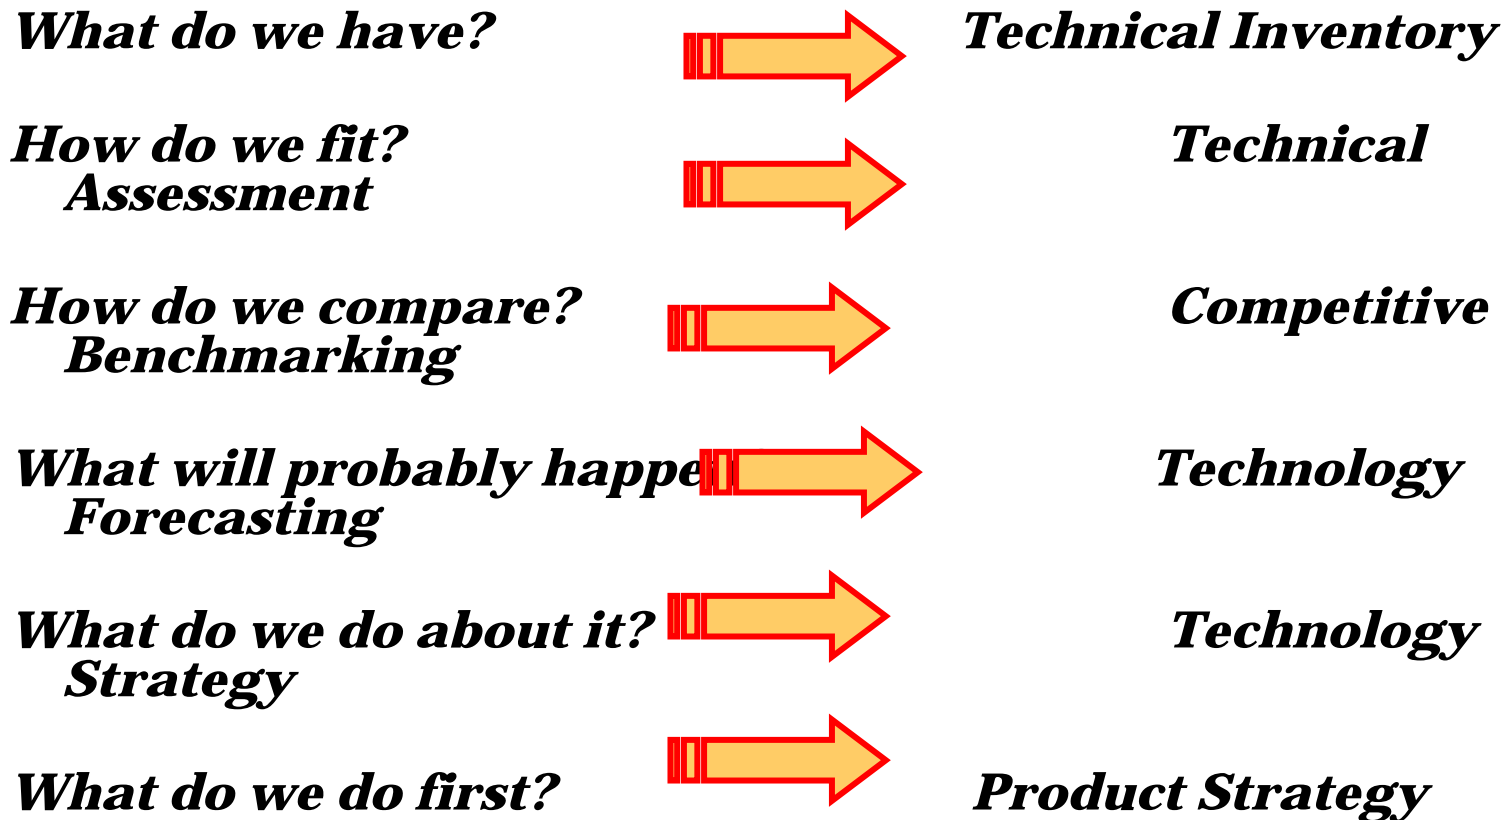 What do we have? Technical Inventory
How do we fit? Technical
Assessment
How do we compare? Competitive
Benchmarking
What will probably Technology
Forecasting
What do we do about it? Technology
Strategy
What do we do first? Product Strategy